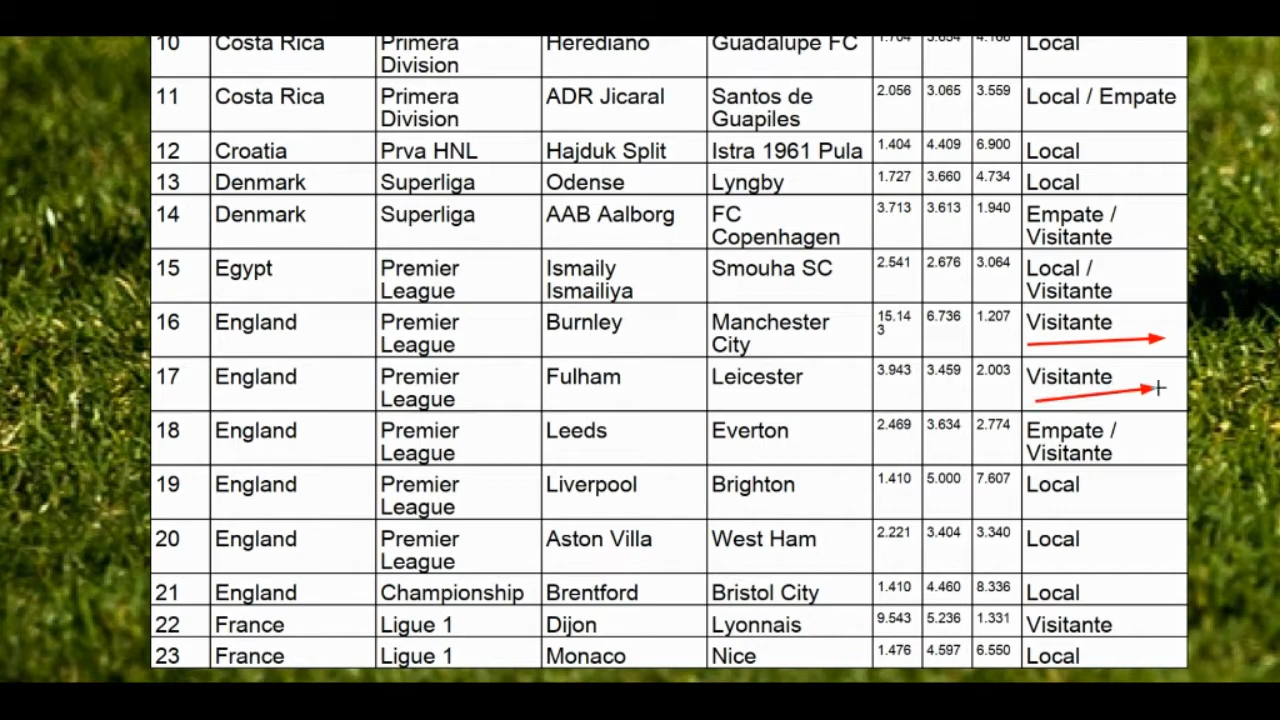 10 Costa Rica Primera Herediano Guadalupe FC 1.704 Local
Division
11 Costa Rica Primera ADR Jicaral Santos de 2.056 3.065 3.559 Local / Empate
Division Guapiles
12 Croatia Prva HNL Hajduk Split Istra 1961 Pula 1.404 4.409 6.900 Local
13 Denmark Superliga Odense Lyngby 1.727 3.660 4.734 Local
14 Denmark Superliga AAB Aalborg FC 3.713 3.613 1.940 Empate /
Copenhagen Visitante
15 Egypt Premier Ismaily Smouha SC 2.541 2.676 3.064 Local /
League Ismailiya Visitante
16 England Premier Burnley Manchester 15.14 6.736 1.207 Visitante
3
League City
17 England Premier Fulham Leicester 3.943 3.459 2.003 Visitante
League
18 England Premier Leeds Everton 2.469 3.634 2.774 Empate /
League Visitante
19 England Premier Liverpool Brighton 1.410 5.000 7.607 Local
League
20 England Premier Aston Villa West Ham 2.221 3.404 3.340 Local
League
21 England Championship Brentford Bristol City 1.410 4.460 8.336 Local
22 France Ligue 1 Dijon Lyonnais 9.543 5.236 1.331 Visitante
23 France Ligue 1 Monaco Nice 1.476 4.597 6.550 Local